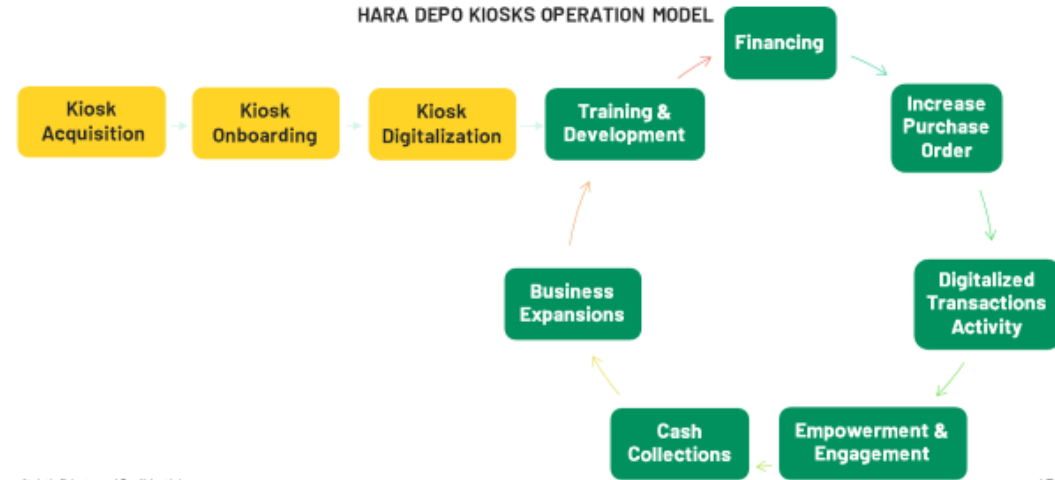 HARA DEPO KIOSKS OPERATION MODEL
Financing
Kiosk
Acquisition
Kiosk
Onboarding
Kiosk
Digitalization
Training &
Development
Increase
Purchase
Order
Business
Expansions
Digitalized
Transactions
Activity
Cash
Collections
Empowerment &
Engagement